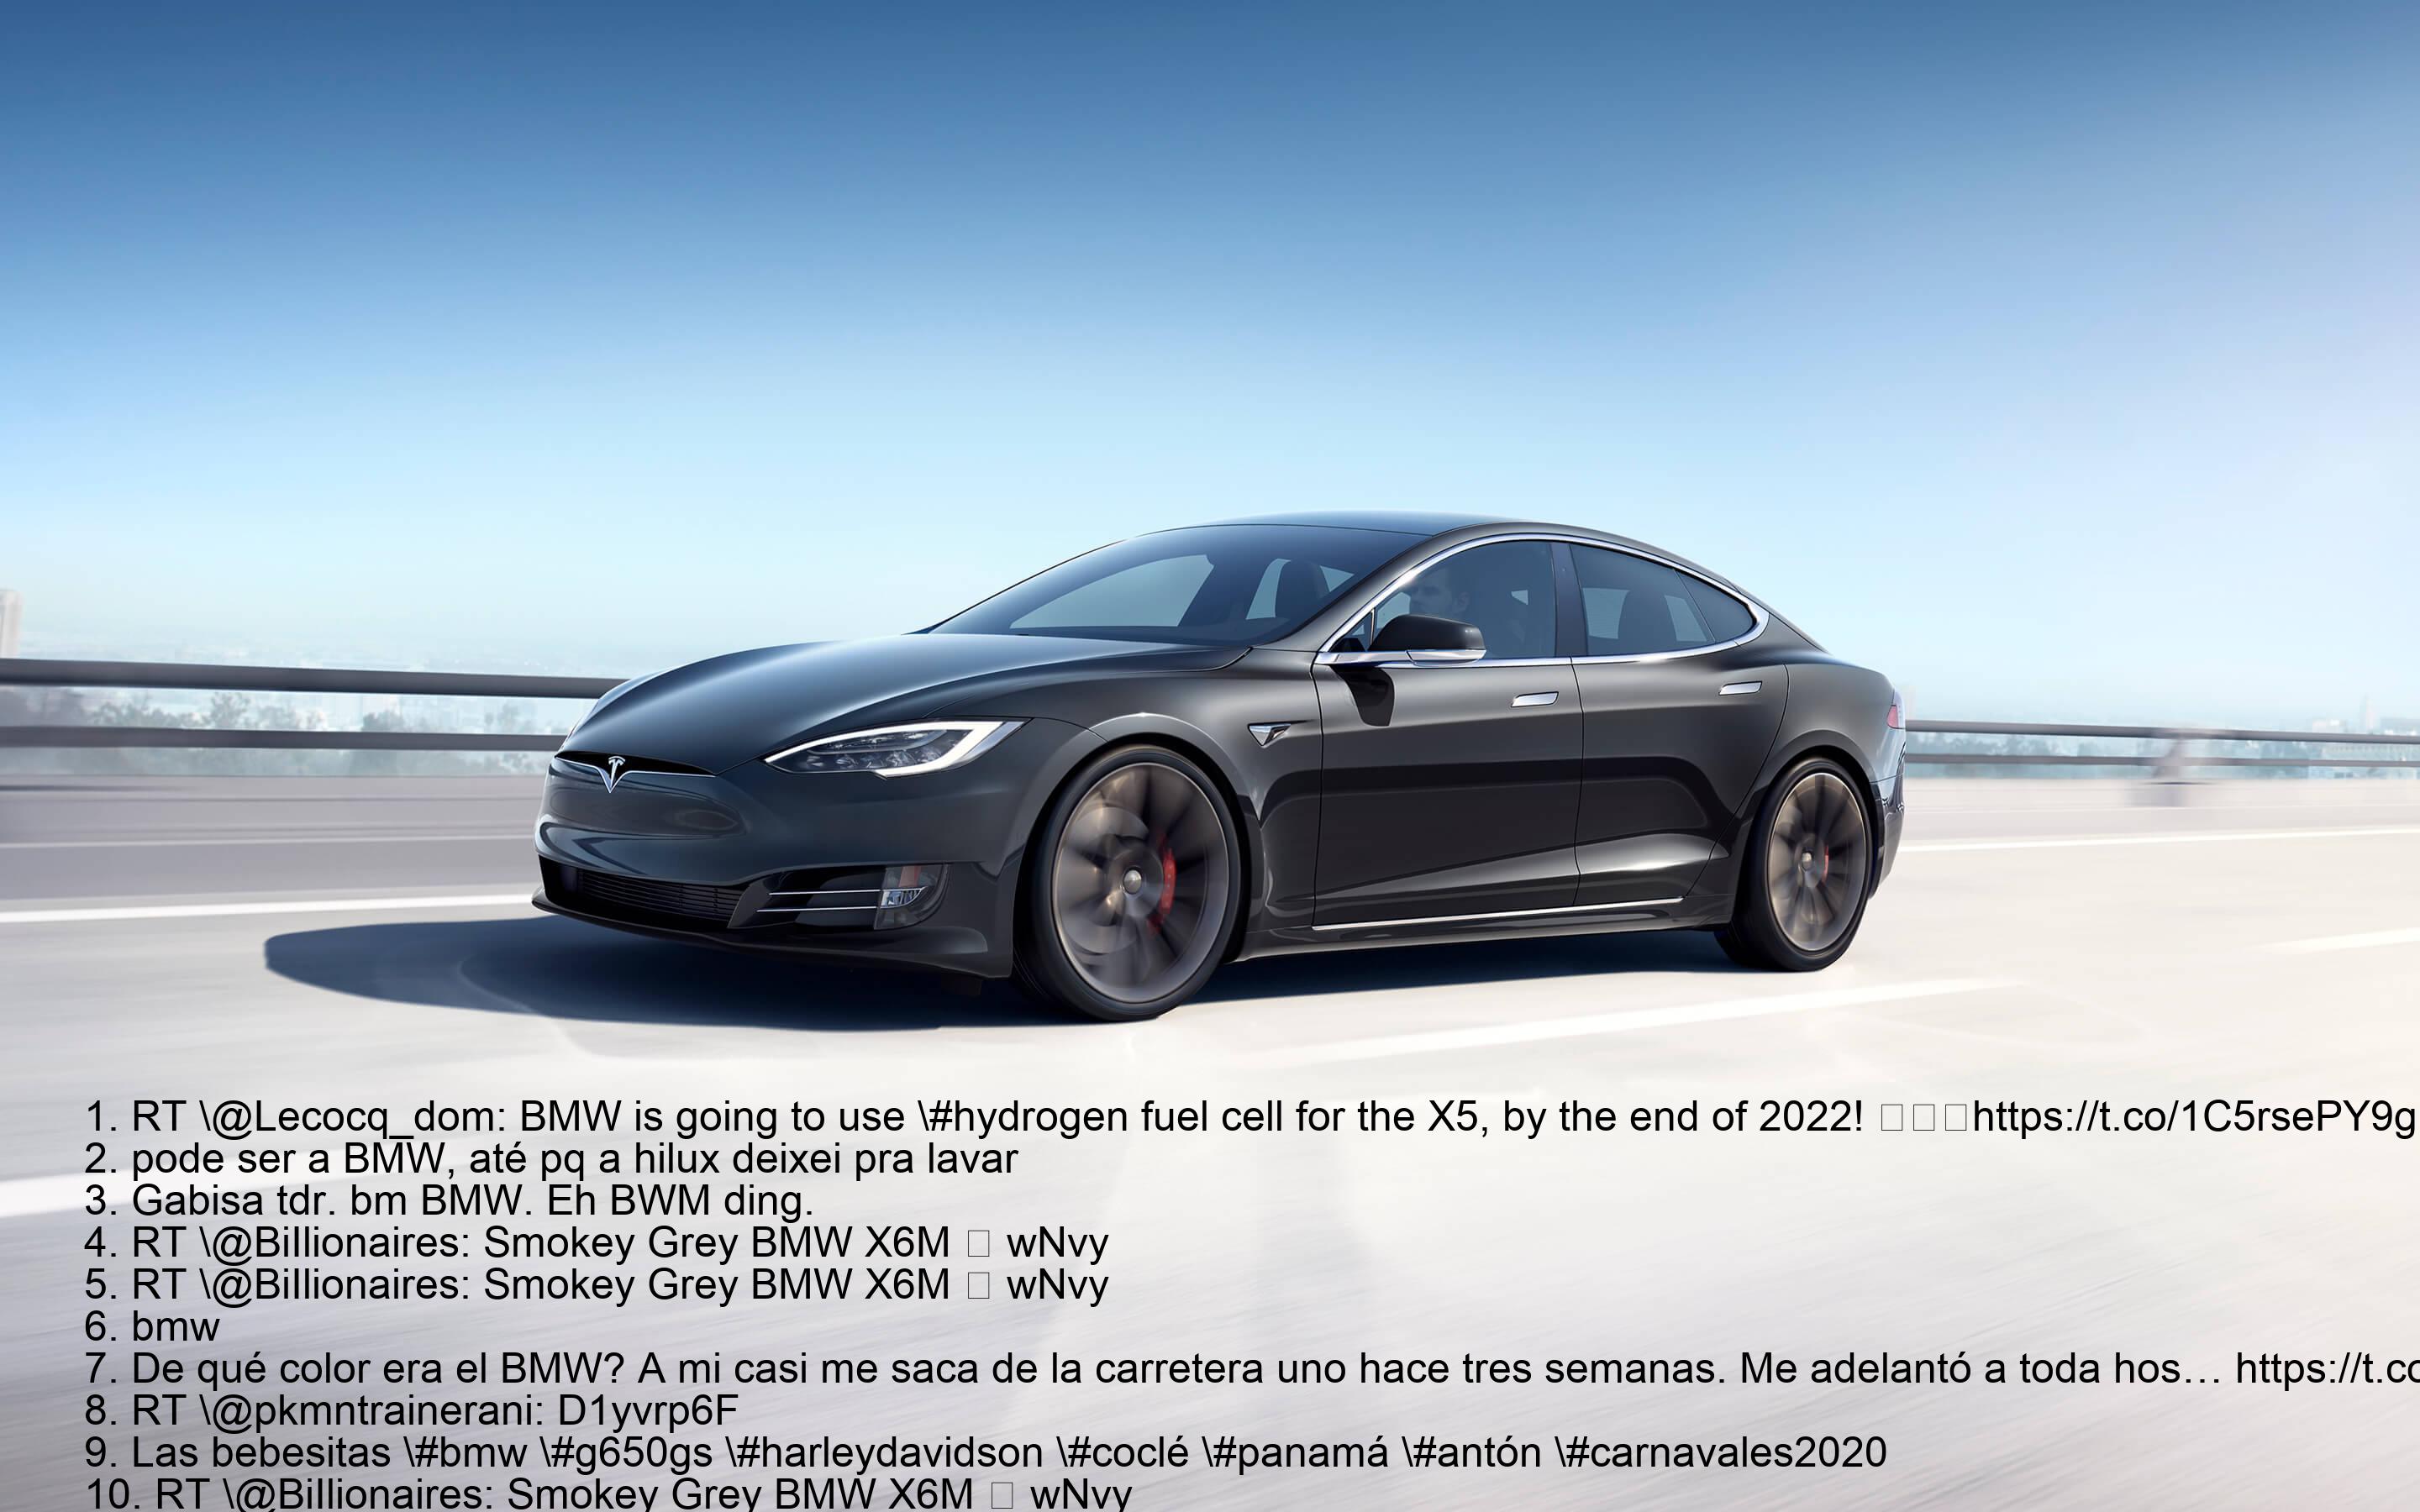 1. RT \@Lecocq_dom: BMW is going to use \#hydrogen fuel cell for the X5, by the end of 2022! □□□https://t.co/1C5rsePY9g
2. pode ser a BMW, até pq a hilux deixei pra lavar
3. Gabisa tdr. bm BMW. Eh BWM ding.
4. RT \@Billionaires: Smokey Grey BMW X6M □ wNvy
5. RT \@Billionaires: Smokey Grey BMW X6M □ wNvy
6. bmw
7. De qué color era el BMW? A mi casi me saca de la carretera uno hace tres semanas. Me adelantó a toda hos… https://t.co
8. RT \@pkmntrainerani: D1yvrp6F
9. Las bebesitas \#bmw \#g650gs \#harleydavidson \#coclé \#panamá \#antón \#carnavales2020
10. RT \@Billionaires: Smokey Grey BMW X6M □ wNvy